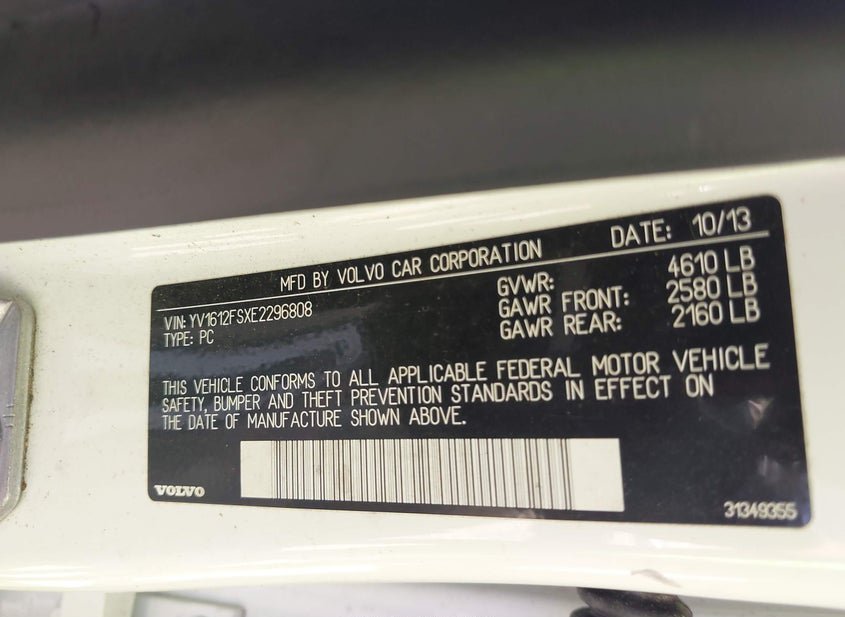 MFD BY VOLVO CAR CORPORATION DATE: 10/13
VIN: YV1612FSXE2296808 GVWR: 4610 LB
TYPE: PC GAWR FRONT: 2580 LB
GAWR REAR: 2160 LB
THIS VEHICLE CONFORMS TO ALL APPLICABLE FEDERAL MOTOR VEHICLE
SAFETY, BUMPER AND THEFT PREVENTION STANDARDS IN EFFECT ON
THE DATE OF MANUFACTURE SHOWN ABOVE.
VOLVO 31349355